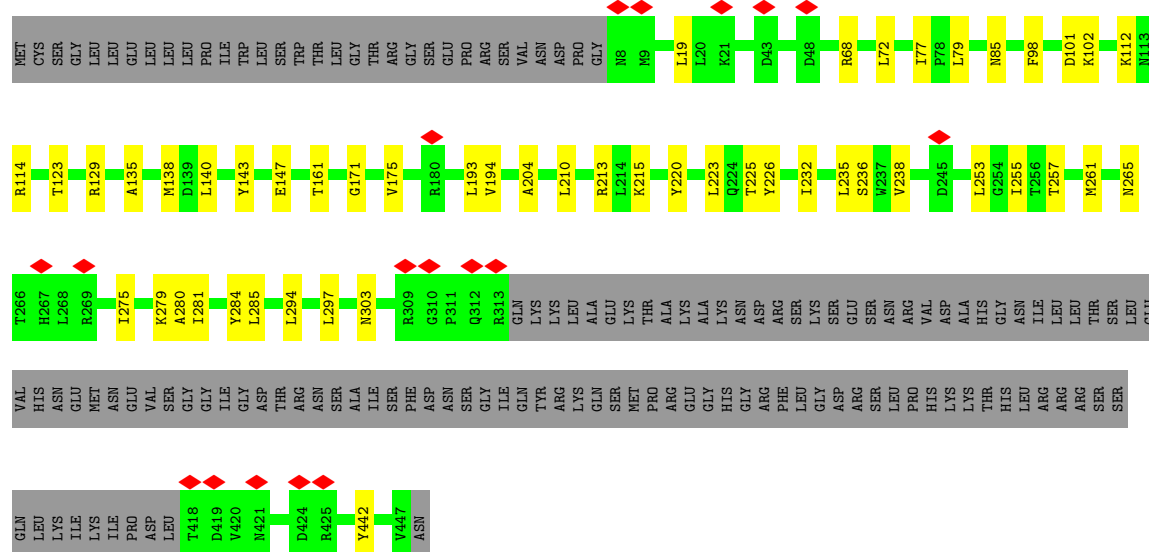 MET CYS SER GLY LEU LEU GLU LEU LEU LEU PRO ILE TRP LEU SER TRP THR LEU GLY THR ARG GLY SER GLU PRO ARG SER VAL ASN ASP PRO GLY N8 M9 L19 L20 K21 D43 D48 R68 L72 I77 P78 L79 N85 F98 D101 K102 K112 N113
R114 T123 R129 A135 M138 D139 L140 Y143 E147 T161 G171 V175 R180 L193 V194 A204 L210 R213 L214 K215 Y220 L223 Q224 T225 Y226 I232 L235 S236 W237 V238 D245 L253 G254 I255 T256 T257 M261 N265
T266 H267 L268 R269 I275 K279 A280 I281 Y284 L285 L294 L297 N303 R309 G310 P311 Q312 R313 GLN LYS LYS LEU ALA GLU LYS THR ALA LYS ALA LYS ASN ASP ARG SER LYS SER GLU SER ASN ARG VAL ASP ALA HIS GLY ASN ILE LEU LEU THR SER LEU GLU
VAL HIS ASN GLU MET ASN GLU VAL SER GLY GLY ILE GLY ASP THR ARG ASN SER ALA ILE SER PHE ASP ASN SER GLY ILE GLN TYR ARG LYS GLN SER MET PRO ARG GLU GLY HIS GLY ARG PHE LEU GLY ASP ARG SER LEU PRO HIS LYS LYS THR HIS LEU ARG ARG ARG SER SER
GLN LEU LYS ILE LYS ILE PRO ASP LEU T418 D419 V420 N421 D424 R425 Y442 V447 ASN